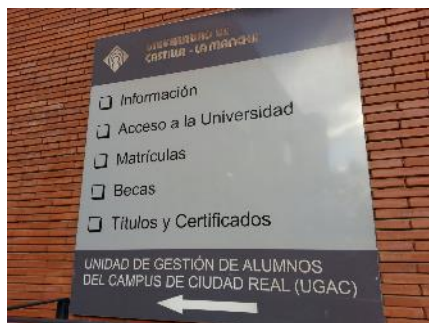 UNIVERSIDAD DE
CASTILLA - LA MANCHA
Información
Acceso a la Universidad
Matrículas
Becas
Títulos y Certificados
UNIDAD DE GESTIÓN DE ALUMNOS
DEL CAMPUS DE CIUDAD REAL (UGAC)